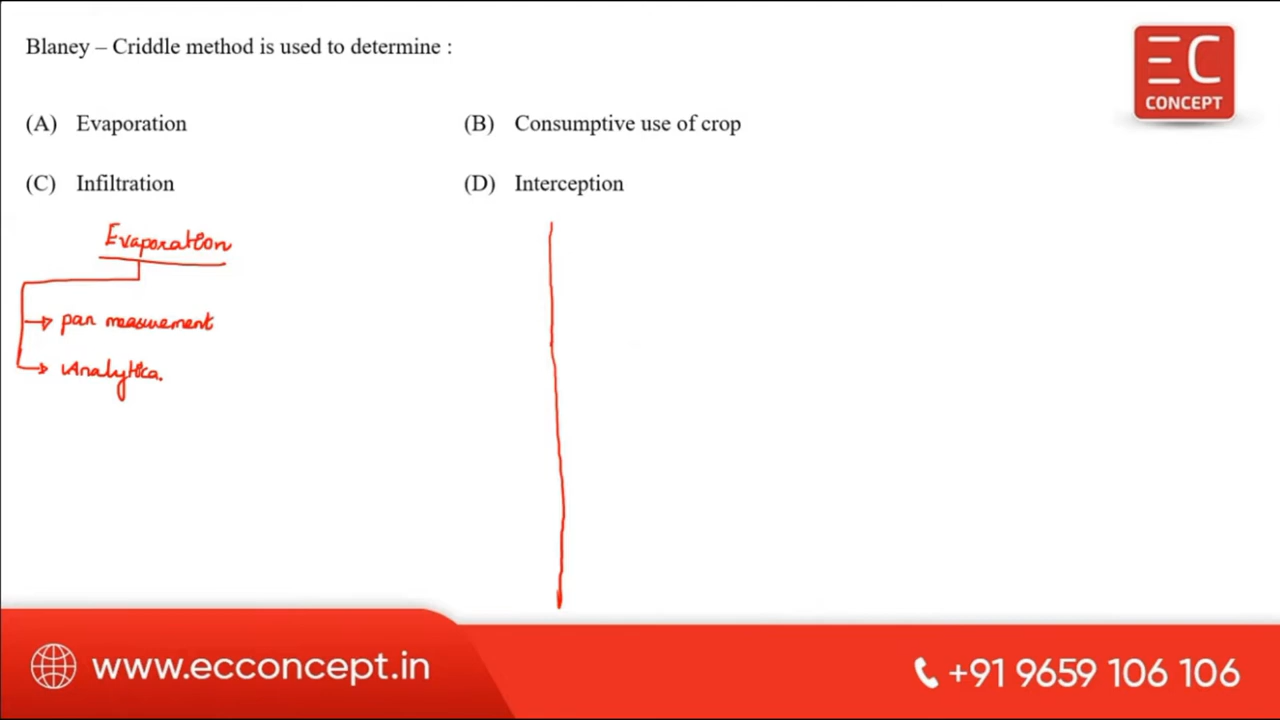 Blaney – Criddle method is used to determine :
(A) Evaporation
(B) Consumptive use of crop
(C) Infiltration
(D) Interception
EC
CONCEPT
Evaporation
pan measurement
Analytica
www.ecconcept.in
+91 9659 106 106